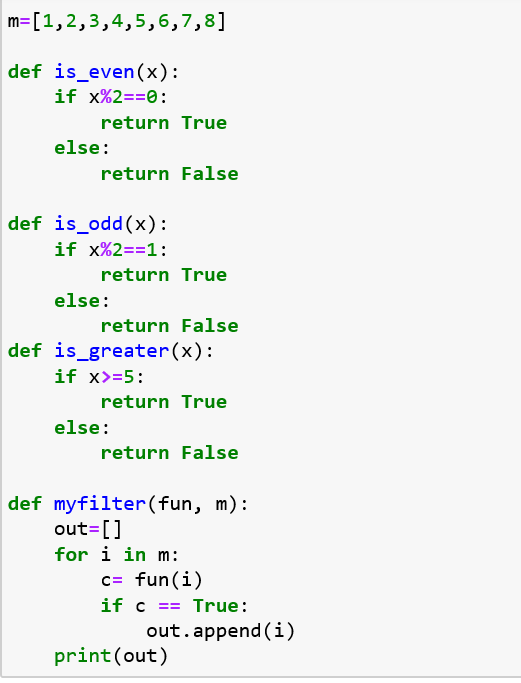 m=[1,2,3,4,5,6,7,8]
def is_even(x):
    if x%2==0:
        return True
    else:
        return False
def is_odd(x):
    if x%2==1:
        return True
    else:
        return False
def is_greater(x):
    if x>=5:
        return True
    else:
        return False
def myfilter(fun, m):
    out=[]
    for i in m:
        c= fun(i)
        if c == True:
            out.append(i)
    print(out)